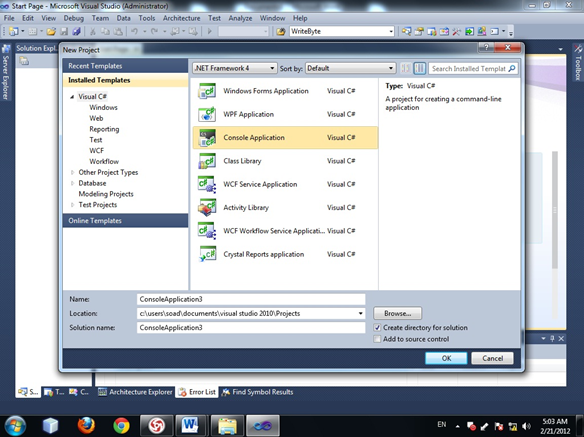 Start Page - Microsoft Visual Studio (Administrator)
File Edit View Debug Team Data Tools Architecture Test Analyze Window Help
WriteByte
Server Explorer
Solution Expl
Toolbox
New Project
Recent Templates
Installed Templates
Visual C#
Windows
Web
Reporting
Test
WCF
Workflow
Other Project Types
Database
Modeling Projects
Test Projects
Online Templates
.NET Framework 4 Sort by: Default Search Installed Templat
Windows Forms Application Visual C#
WPF Application Visual C#
Console Application Visual C#
Class Library Visual C#
WCF Service Application Visual C#
Activity Library Visual C#
WCF Workflow Service Applicati... Visual C#
Crystal Reports application Visual C#
Type: Visual C#
A project for creating a command-line
application
Name: ConsoleApplication3
Location: c:\users\soad\documents\visual studio 2010\Projects Browse...
Solution name: ConsoleApplication3
Create directory for solution
Add to source control
OK Cancel
S... T... C... Architecture Explorer Error List Find Symbol Results
EN 5:03 AM
2/21/2012